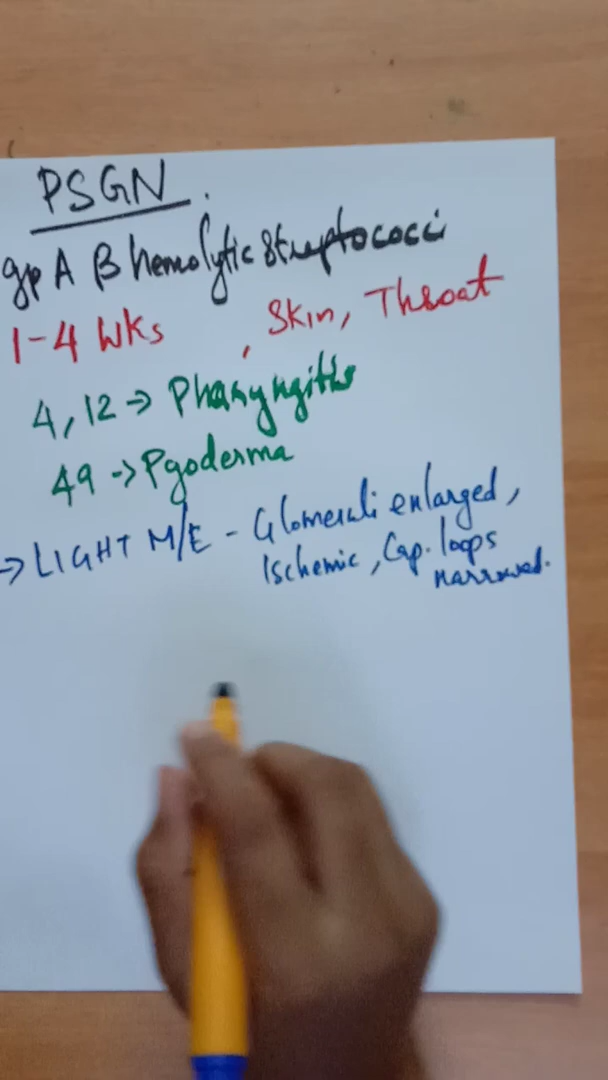 PSGN.
gp A β hemolytic Streptococci
1-4 Wks , Skin, Throat
4, 12 → Pharyngitis
49 → Pyoderma
→ LIGHT M/E - Glomeruli enlarged,
Ischemic, Cap. loops
narrowed.